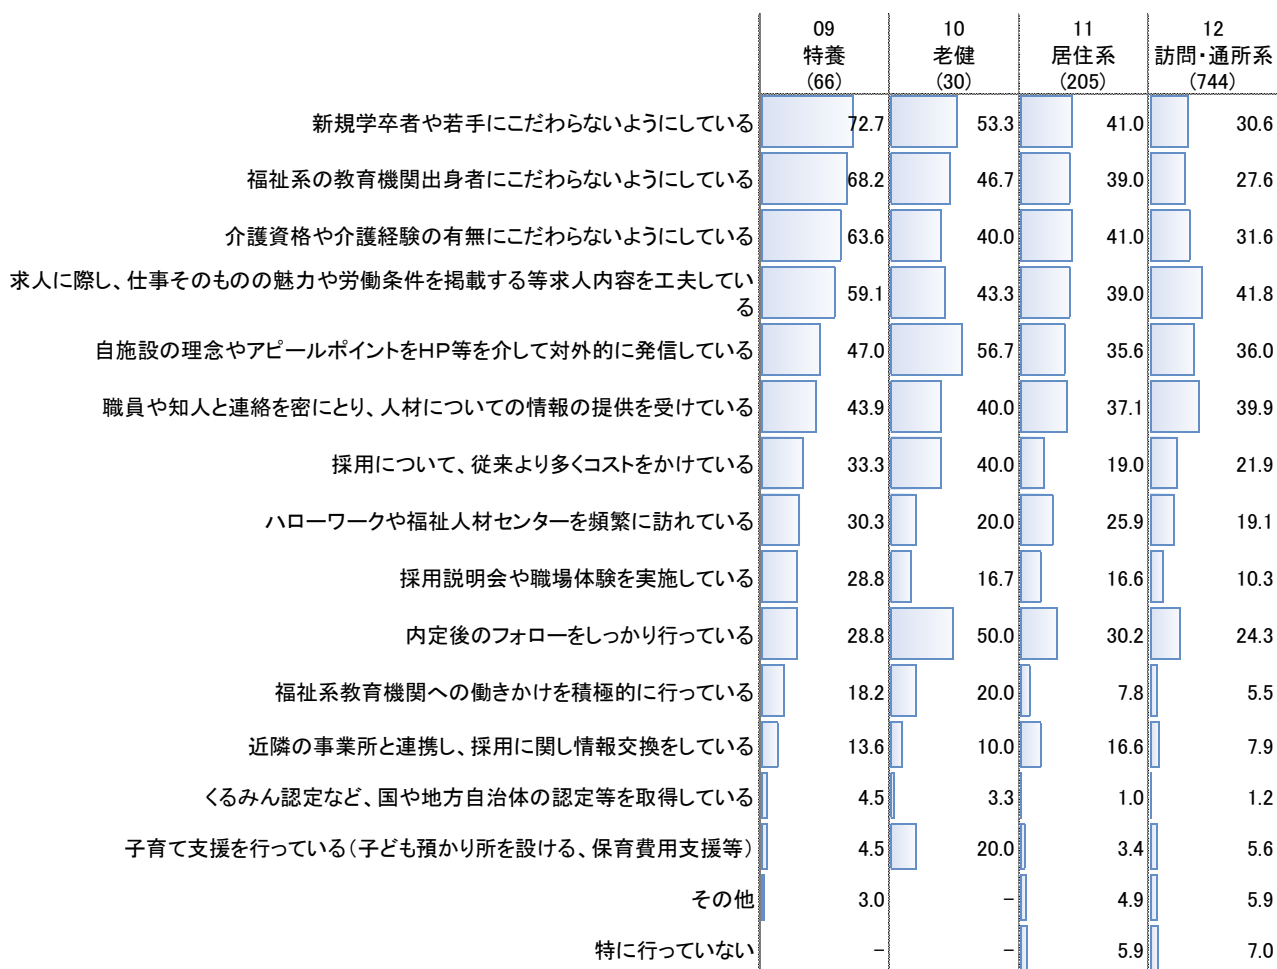 09 10 11 12
特養 老健 居住系 訪問・通所系
(66) (30) (205) (744)
新規学卒者や若手にこだわらないようにしている 72.7 53.3 41.0 30.6
福祉系の教育機関出身者にこだわらないようにしている 68.2 46.7 39.0 27.6
介護資格や介護経験の有無にこだわらないようにしている 63.6 40.0 41.0 31.6
求人に際し、仕事そのものの魅力や労働条件を掲載する等求人内容を工夫してい
る 59.1 43.3 39.0 41.8
自施設の理念やアピールポイントをHP等を介して対外的に発信している 47.0 56.7 35.6 36.0
職員や知人と連絡を密にとり、人材についての情報の提供を受けている 43.9 40.0 37.1 39.9
採用について、従来より多くコストをかけている 33.3 40.0 19.0 21.9
ハローワークや福祉人材センターを頻繁に訪れている 30.3 20.0 25.9 19.1
採用説明会や職場体験を実施している 28.8 16.7 16.6 10.3
内定後のフォローをしっかり行っている 28.8 50.0 30.2 24.3
福祉系教育機関への働きかけを積極的に行っている 18.2 20.0 7.8 5.5
近隣の事業所と連携し、採用に関し情報交換をしている 13.6 10.0 16.6 7.9
くるみん認定など、国や地方自治体の認定等を取得している 4.5 3.3 1.0 1.2
子育て支援を行っている(子ども預かり所を設ける、保育費用支援等) 4.5 20.0 3.4 5.6
その他 3.0 - 4.9 5.9
特に行っていない - - 5.9 7.0